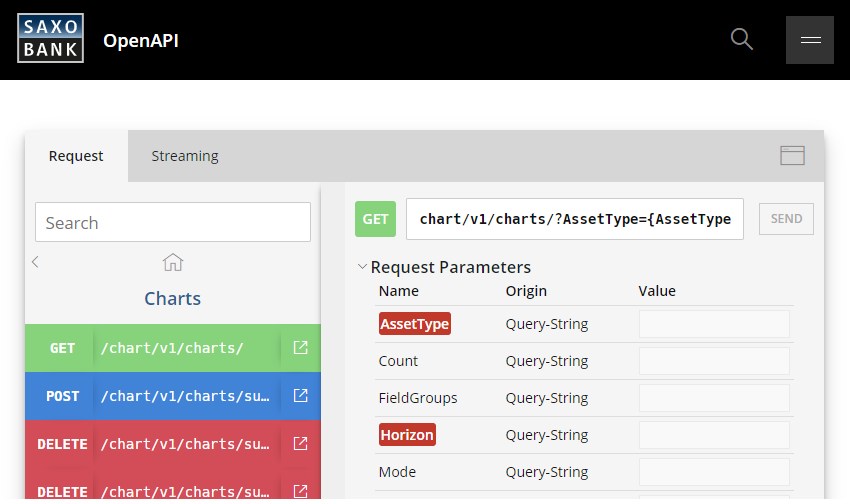 SAXO
BANK
OpenAPI
Request
Streaming
Search
Charts
GET /chart/v1/charts/
POST /chart/v1/charts/su…
DELETE /chart/v1/charts/su…
DELETE /chart/v1/charts/su…
GET chart/v1/charts/?AssetType={AssetType SEND
Request Parameters
Name Origin Value
AssetType Query-String
Count Query-String
FieldGroups Query-String
Horizon Query-String
Mode Query-String